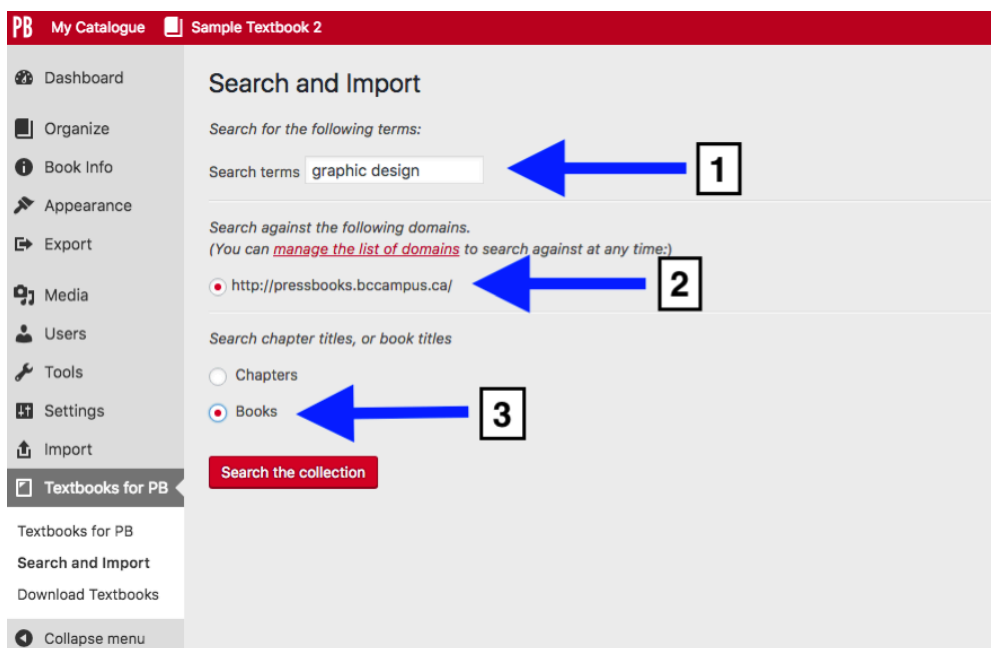 PB My Catalogue Sample Textbook 2
Dashboard
Organize
Book Info
Appearance
Export
Media
Users
Tools
Settings
Import
Textbooks for PB
Textbooks for PB
Search and Import
Download Textbooks
Collapse menu
Search and Import
Search for the following terms:
Search terms graphic design
1
Search against the following domains.
(You can manage the list of domains to search against at any time:)
http://pressbooks.bccampus.ca/
2
Search chapter titles, or book titles
Chapters
Books
3
Search the collection